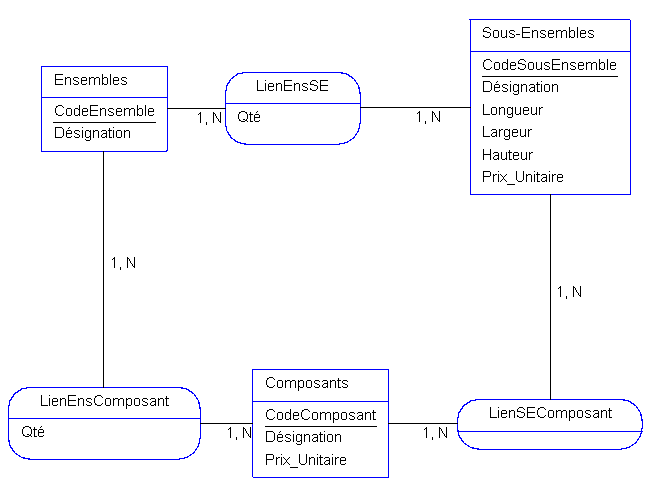 Sous-Ensembles
CodeSousEnsemble
Désignation
Longueur
Largeur
Hauteur
Prix_Unitaire
Ensembles
CodeEnsemble
Désignation
LienEnsSE
Qté
1, N
1, N
1, N
1, N
LienEnsComposant
Qté
Composants
CodeComposant
Désignation
Prix_Unitaire
LienSEComposant
1, N
1, N